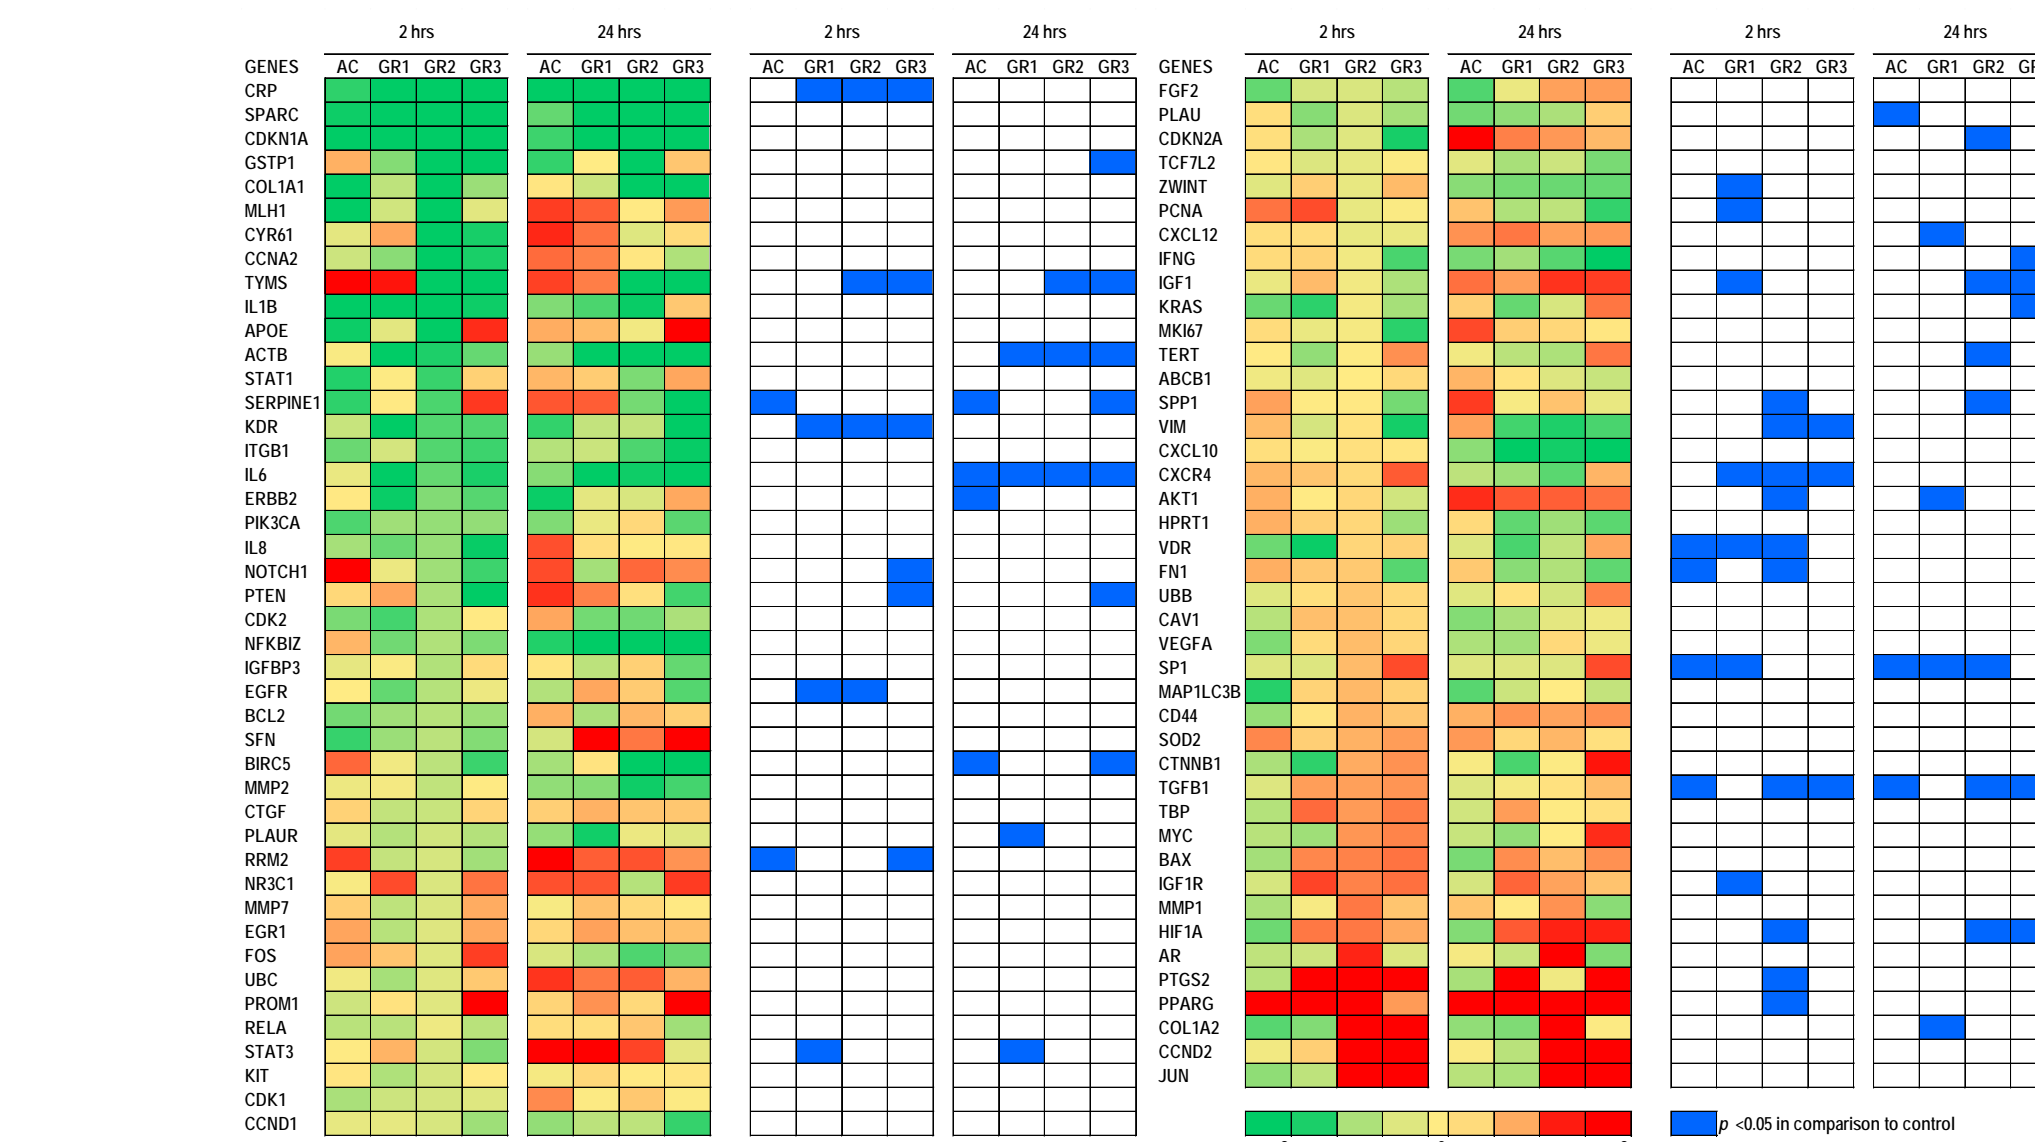 2 hrs 24 hrs 2 hrs 24 hrs 2 hrs 24 hrs 2 hrs 24 hrs
GENES AC GR1 GR2 GR3 AC GR1 GR2 GR3 AC GR1 GR2 GR3 AC GR1 GR2 GR3 GENES AC GR1 GR2 GR3 AC GR1 GR2 GR3 AC GR1 GR2 GR3 AC GR1 GR2
CRP FGF2
SPARC PLAU
CDKN1A CDKN2A
GSTP1 TCF7L2
COL1A1 ZWINT
MLH1 PCNA
CYR61 CXCL12
CCNA2 IFNG
TYMS IGF1
IL1B KRAS
APOE MKI67
ACTB TERT
STAT1 ABCB1
SERPINE1 SPP1
KDR VIM
ITGB1 CXCL10
IL6 CXCR4
ERBB2 AKT1
PIK3CA HPRT1
IL8 VDR
NOTCH1 FN1
PTEN UBB
CDK2 CAV1
NFKBIZ VEGFA
IGFBP3 SP1
EGFR MAP1LC3B
BCL2 CD44
SFN SOD2
BIRC5 CTNNB1
MMP2 TGFB1
CTGF TBP
PLAUR MYC
RRM2 BAX
NR3C1 IGF1R
MMP7 MMP1
EGR1 HIF1A
FOS AR
UBC PTGS2
PROM1 PPARG
RELA COL1A2
STAT3 CCND2
KIT JUN
CDK1
CCND1 p <0.05 in comparison to control